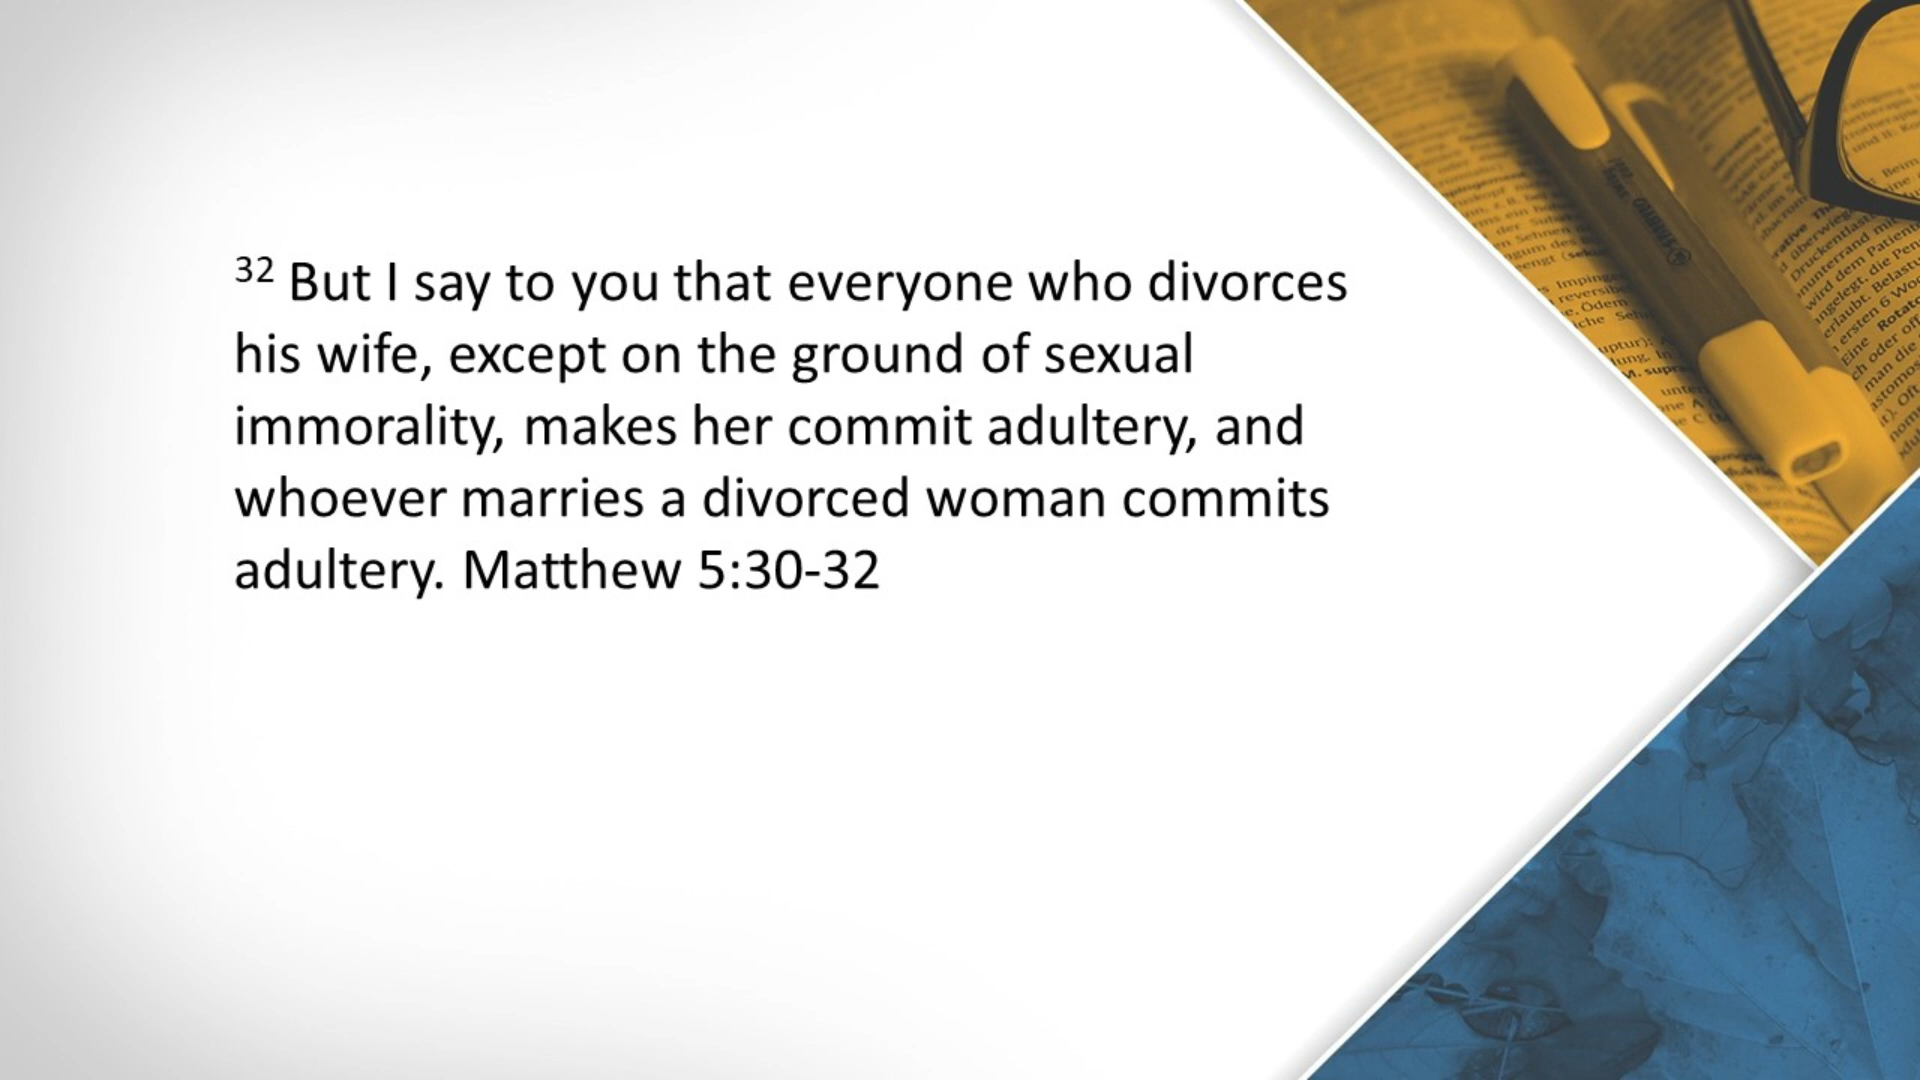 32 But I say to you that everyone who divorces
his wife, except on the ground of sexual
immorality, makes her commit adultery, and
whoever marries a divorced woman commits
adultery. Matthew 5:30-32
STABILO